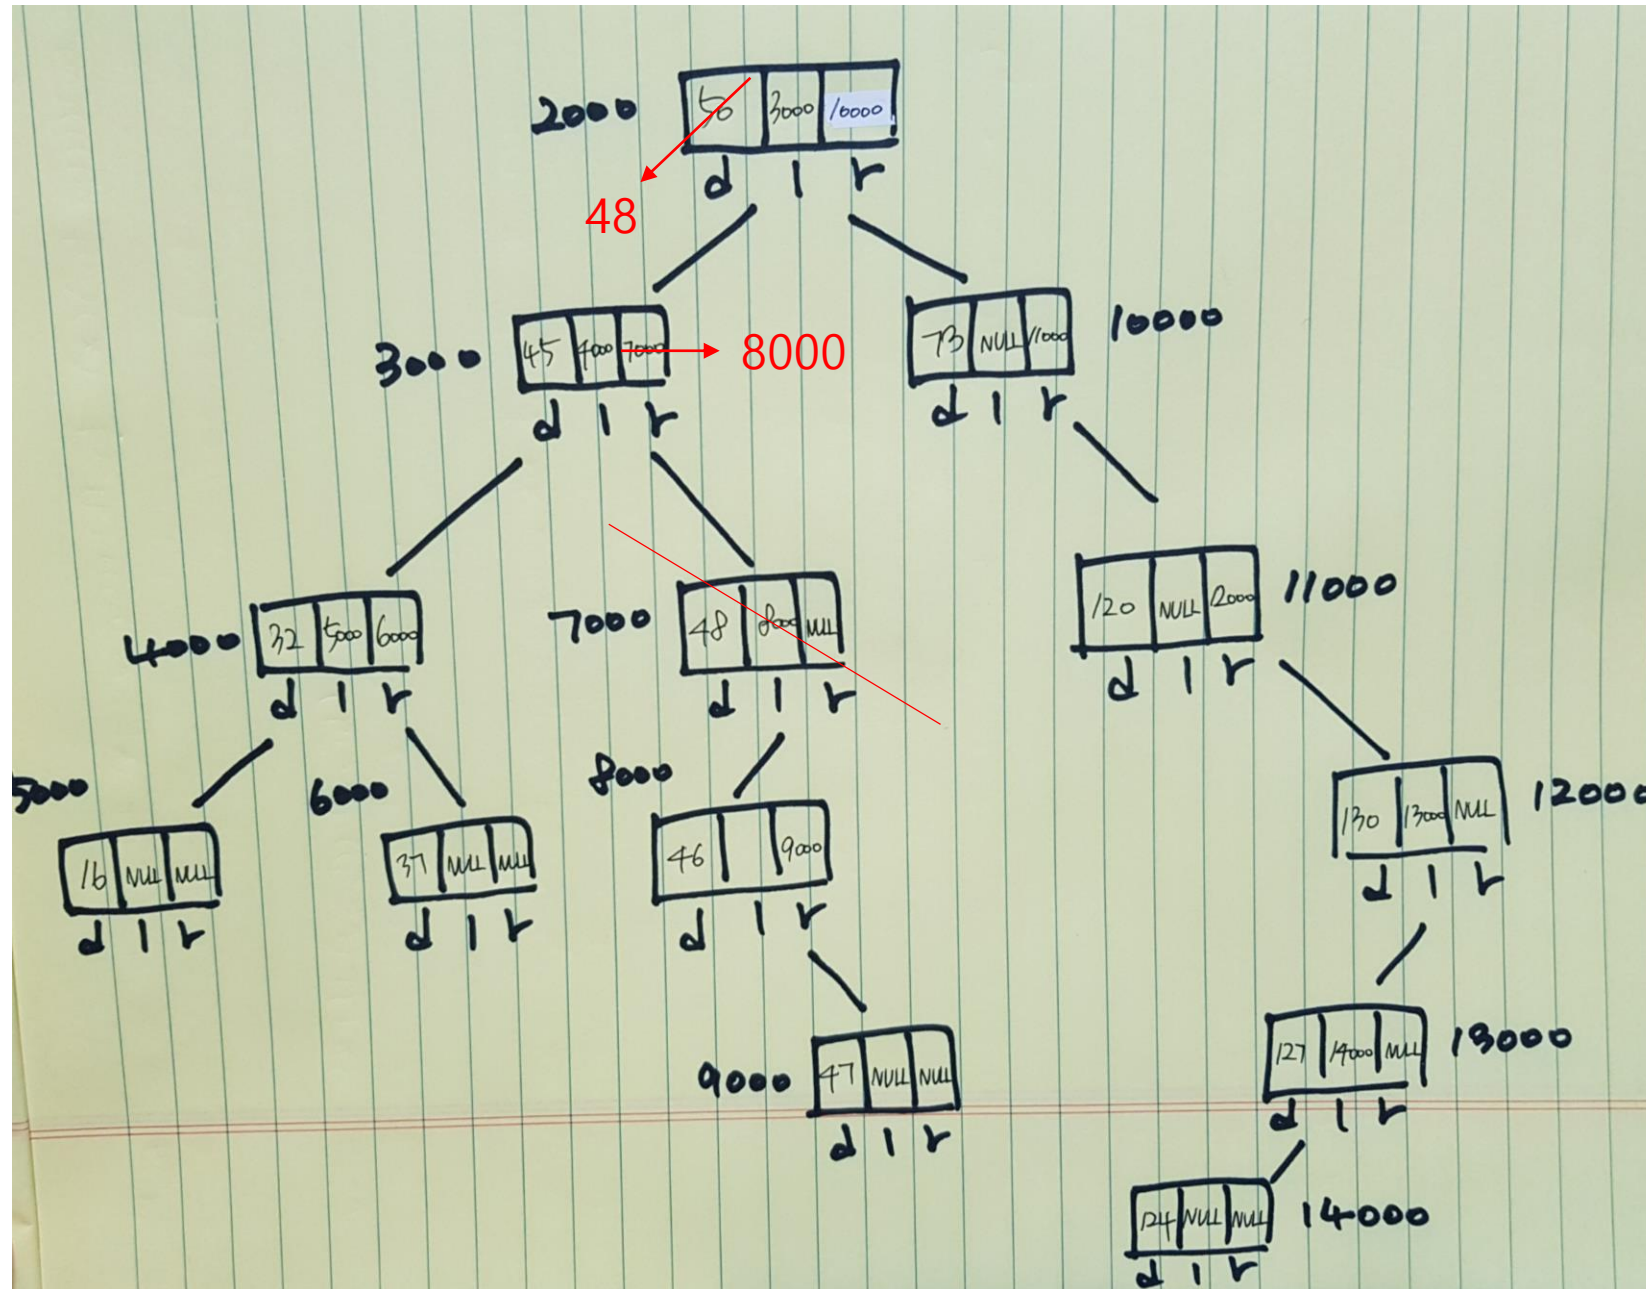 2000 50 3000 10000
d l r
48
3000 45 4000 7000 8000
d l r
73 NULL 11000 10000
d l r
4000 32 5000 6000
d l r
7000 48 8000 NULL
d l r
120 NULL 12000 11000
d l r
5000
16 NULL NULL
d l r
6000
37 NULL NULL
d l r
8000
46 9000
d l r
130 13000 NULL 12000
d l r
9000 47 NULL NULL
d l r
127 14000 NULL 13000
d l r
124 NULL NULL 14000
d l r